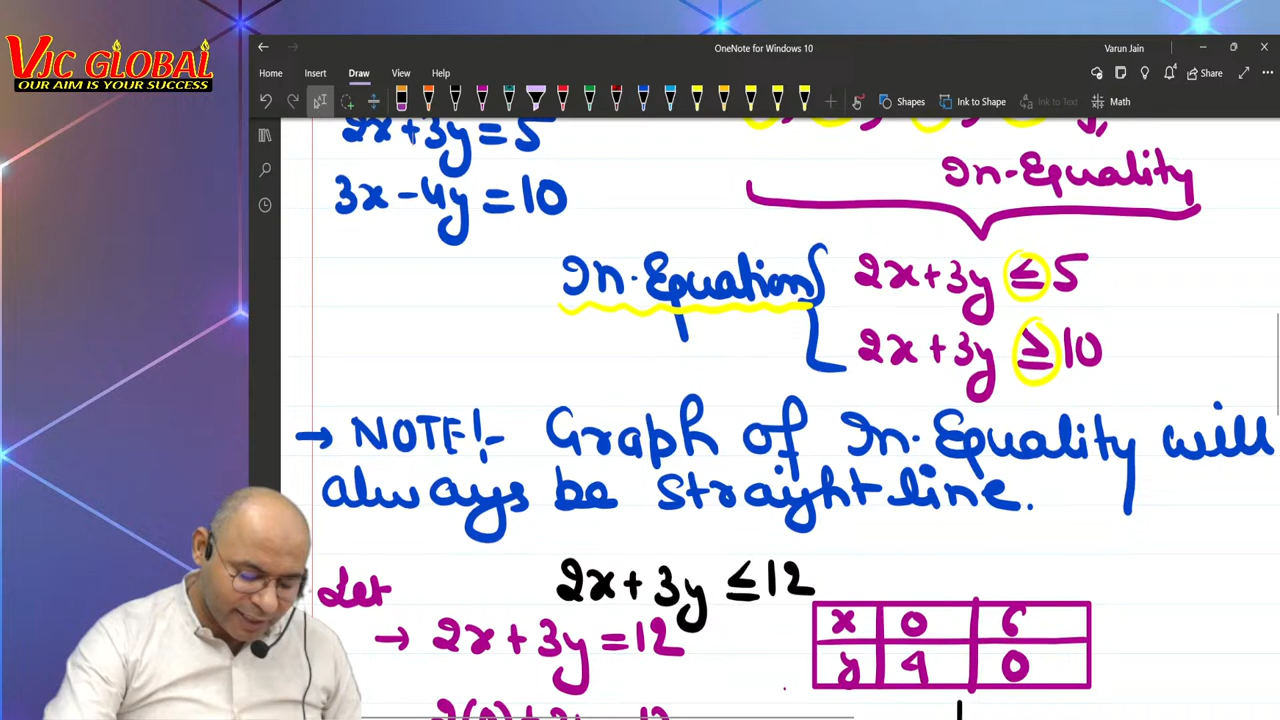 VJC GLOBAL
OUR AIM IS YOUR SUCCESS
OneNote for Windows 10
Varun Jain
Home Insert Draw View Help
Share
Shapes Ink to Shape Ink to Text Math
2x+3y=5
3x-4y=10
In-Equality
In-Equation
2x+3y ≤ 5
2x+3y ≥ 10
→ NOTE!- Graph of In-Equality will
always be straight line.
2x+3y ≤ 12
Let
→ 2x+3y=12
x 0 6
y 4 0